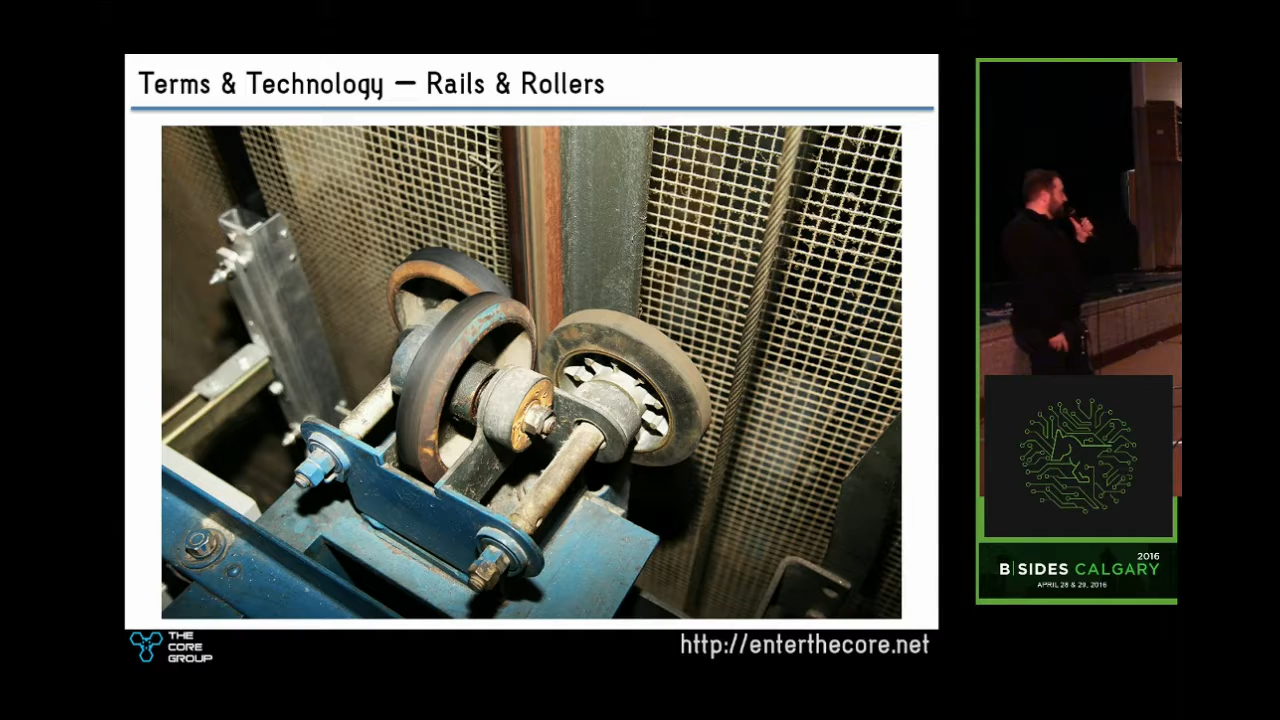 Terms & Technology — Rails & Rollers
THE
CORE
GROUP
http://enterthecore.net
2016
B|SIDES CALGARY
APRIL 28 & 29, 2016